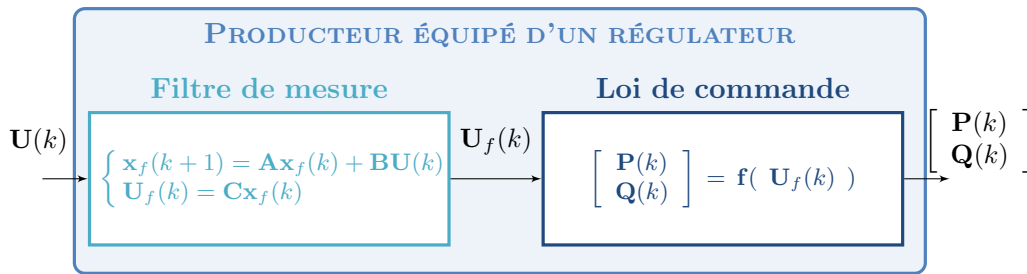 PRODUCTEUR ÉQUIPÉ D'UN RÉGULATEUR
Filtre de mesure
Loi de commande
U(k)
x_f(k + 1) = Ax_f(k) + BU(k)
U_f(k) = Cx_f(k)
U_f(k)
[ P(k)
Q(k) ] = f( U_f(k) )
[ P(k)
Q(k) ]